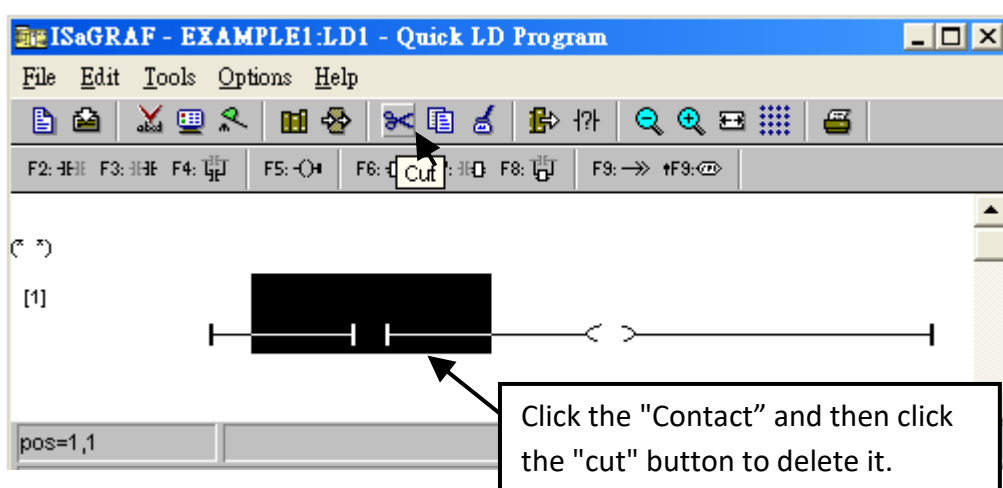 ISaGRAF - EXAMPLE1:LD1 - Quick LD Program
File Edit Tools Options Help
F2: F3: F4: F5: F6: F8: F9: F9:
Cut
(* *)
[1]
Click the "Contact” and then click
the "cut" button to delete it.
pos=1,1